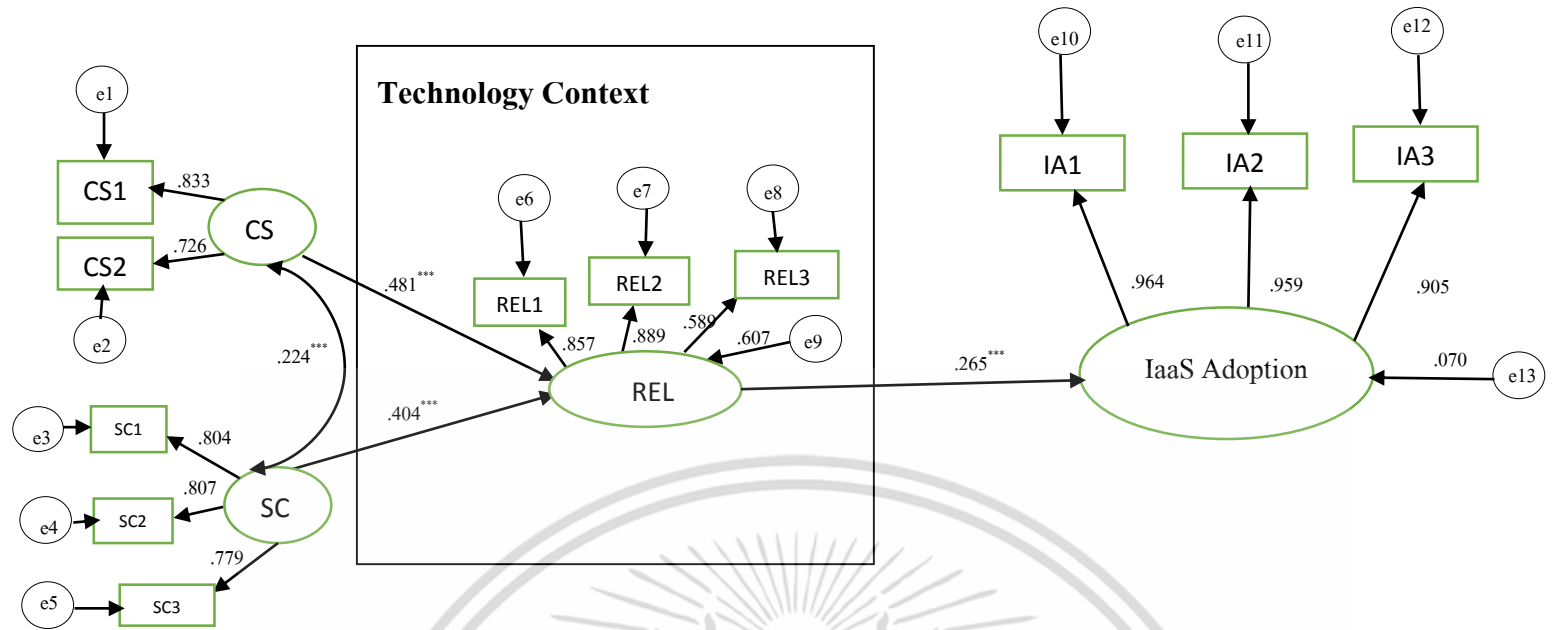 e10
e11
e12
e1
Technology Context
IA1
IA2
IA3
CS1
.833
CS
e6
e7
e8
CS2
.726
REL1
REL2
REL3
.481***
.964
.959
.905
e2
.224***
.857
.889
.589
.607
e9
REL
.265***
IaaS Adoption
.070
e13
.404***
e3
SC1
.804
.807
SC
e4
SC2
.779
e5
SC3